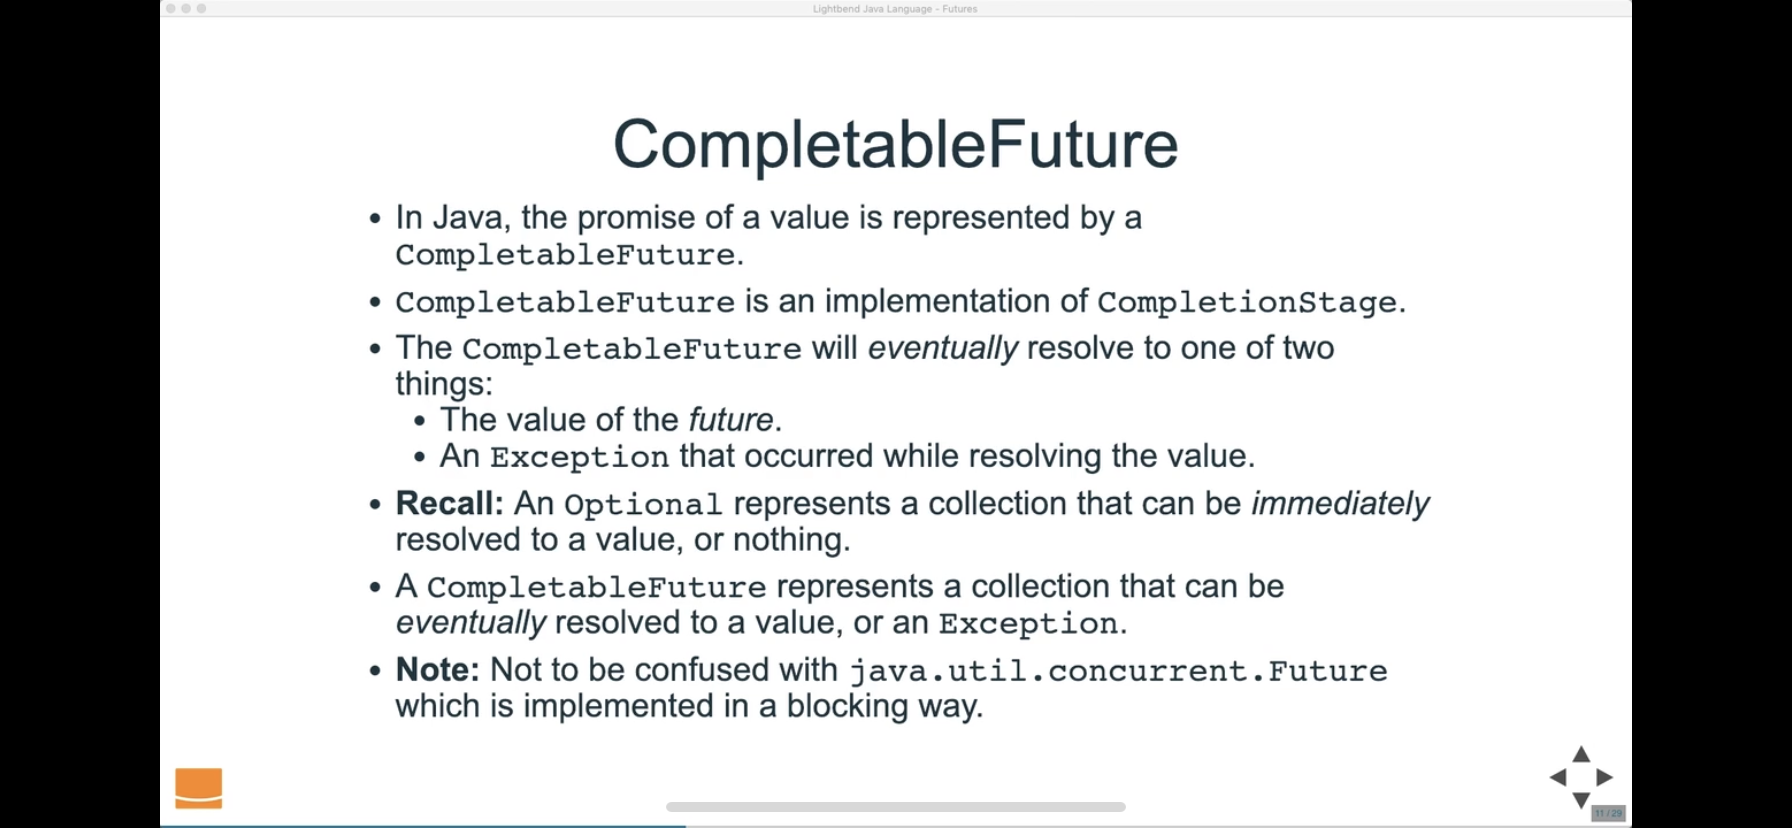 Lightbend Java Language - Futures
CompletableFuture
• In Java, the promise of a value is represented by a
CompletableFuture.
• CompletableFuture is an implementation of CompletionStage.
• The CompletableFuture will eventually resolve to one of two
things:
• The value of the future.
• An Exception that occurred while resolving the value.
• Recall: An Optional represents a collection that can be immediately
resolved to a value, or nothing.
• A CompletableFuture represents a collection that can be
eventually resolved to a value, or an Exception.
• Note: Not to be confused with java.util.concurrent.Future
which is implemented in a blocking way.
11 / 29